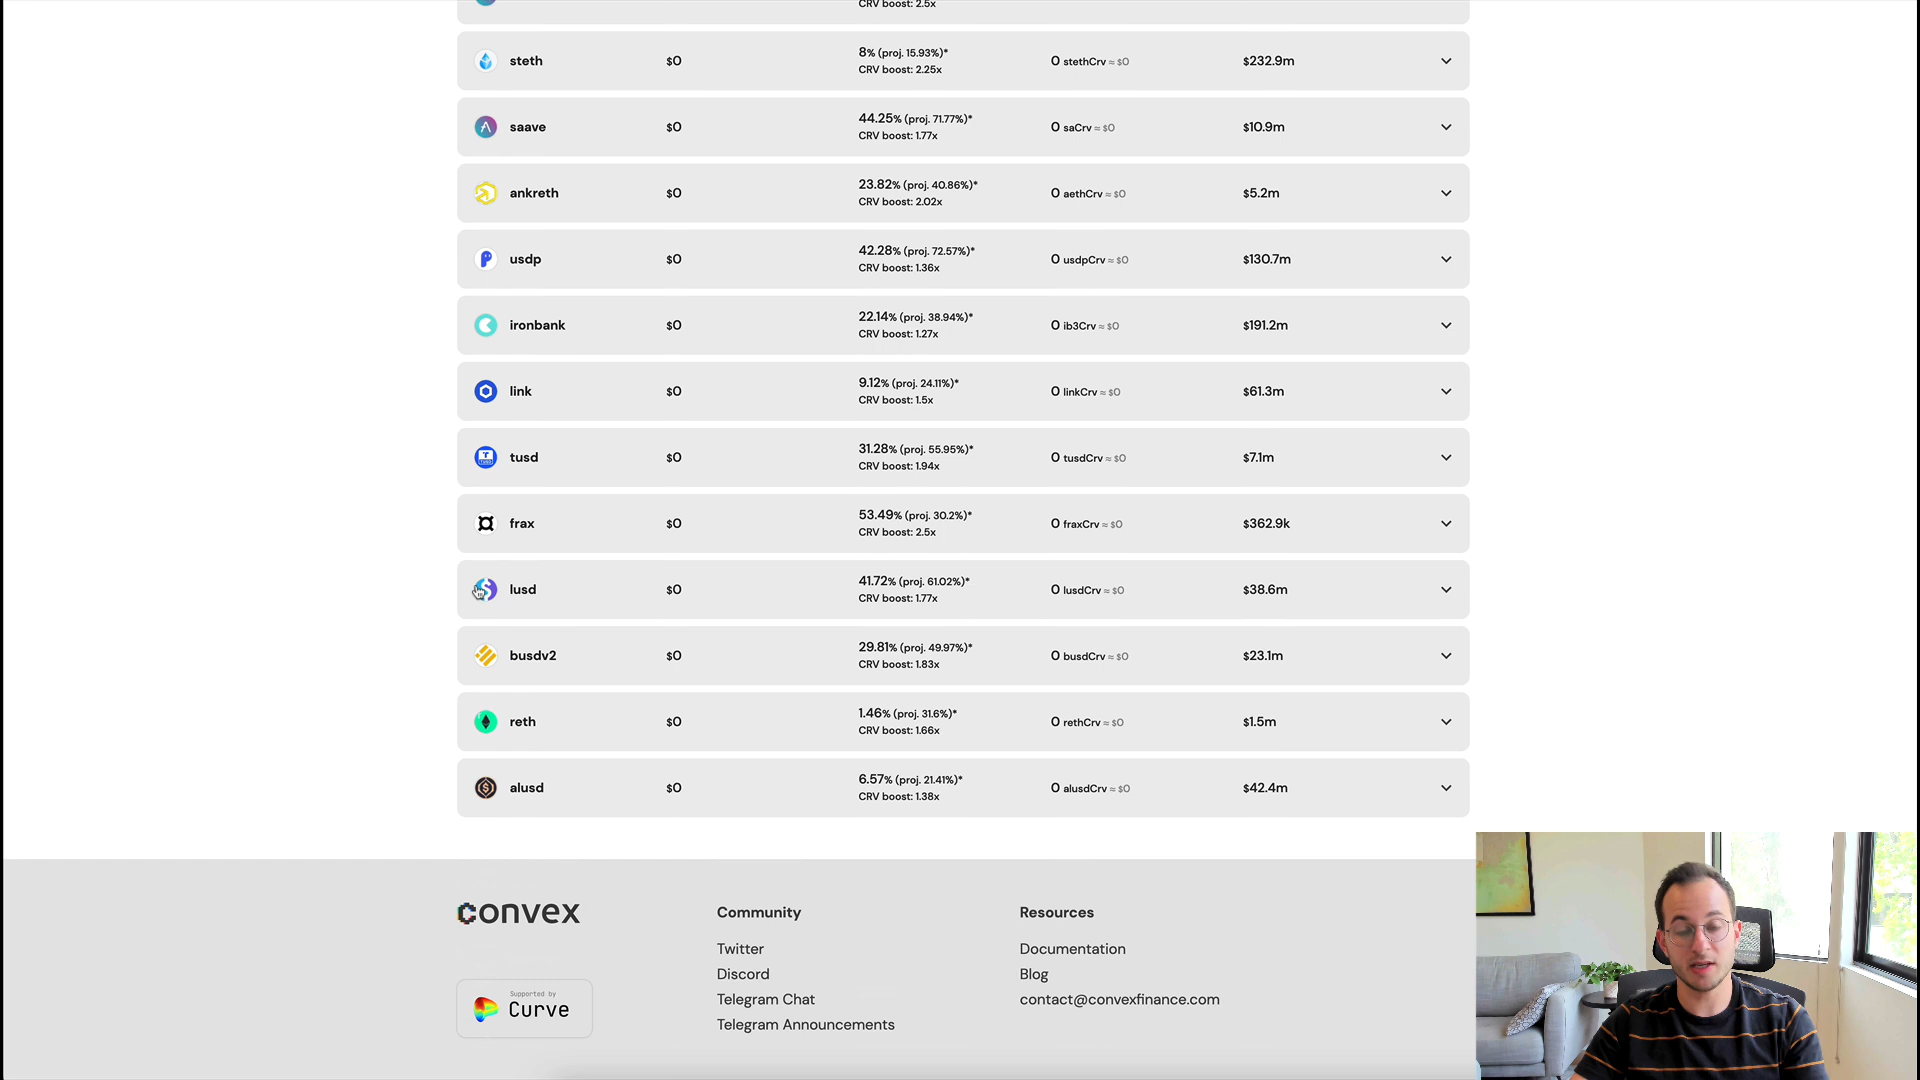 CRV boost: 2.5x
steth $0 8% (proj. 15.93%)* 0 stethCrv ≈ $0 $232.9m
CRV boost: 2.25x
saave $0 44.25% (proj. 71.77%)* 0 saCrv ≈ $0 $10.9m
CRV boost: 1.77x
ankreth $0 23.82% (proj. 40.86%)* 0 aethCrv ≈ $0 $5.2m
CRV boost: 2.02x
usdp $0 42.28% (proj. 72.57%)* 0 usdpCrv ≈ $0 $130.7m
CRV boost: 1.36x
ironbank $0 22.14% (proj. 38.94%)* 0 ib3Crv ≈ $0 $191.2m
CRV boost: 1.27x
link $0 9.12% (proj. 24.11%)* 0 linkCrv ≈ $0 $61.3m
CRV boost: 1.5x
tusd $0 31.28% (proj. 55.95%)* 0 tusdCrv ≈ $0 $7.1m
CRV boost: 1.94x
frax $0 53.49% (proj. 30.2%)* 0 fraxCrv ≈ $0 $362.9k
CRV boost: 2.5x
lusd $0 41.72% (proj. 61.02%)* 0 lusdCrv ≈ $0 $38.6m
CRV boost: 1.77x
busdv2 $0 29.81% (proj. 49.97%)* 0 busdCrv ≈ $0 $23.1m
CRV boost: 1.83x
reth $0 1.46% (proj. 31.6%)* 0 rethCrv ≈ $0 $1.5m
CRV boost: 1.66x
alusd $0 6.57% (proj. 21.41%)* 0 alusdCrv ≈ $0 $42.4m
CRV boost: 1.38x
convex
Supported by
Curve
Community
Twitter
Discord
Telegram Chat
Telegram Announcements
Resources
Documentation
Blog
contact@convexfinance.com